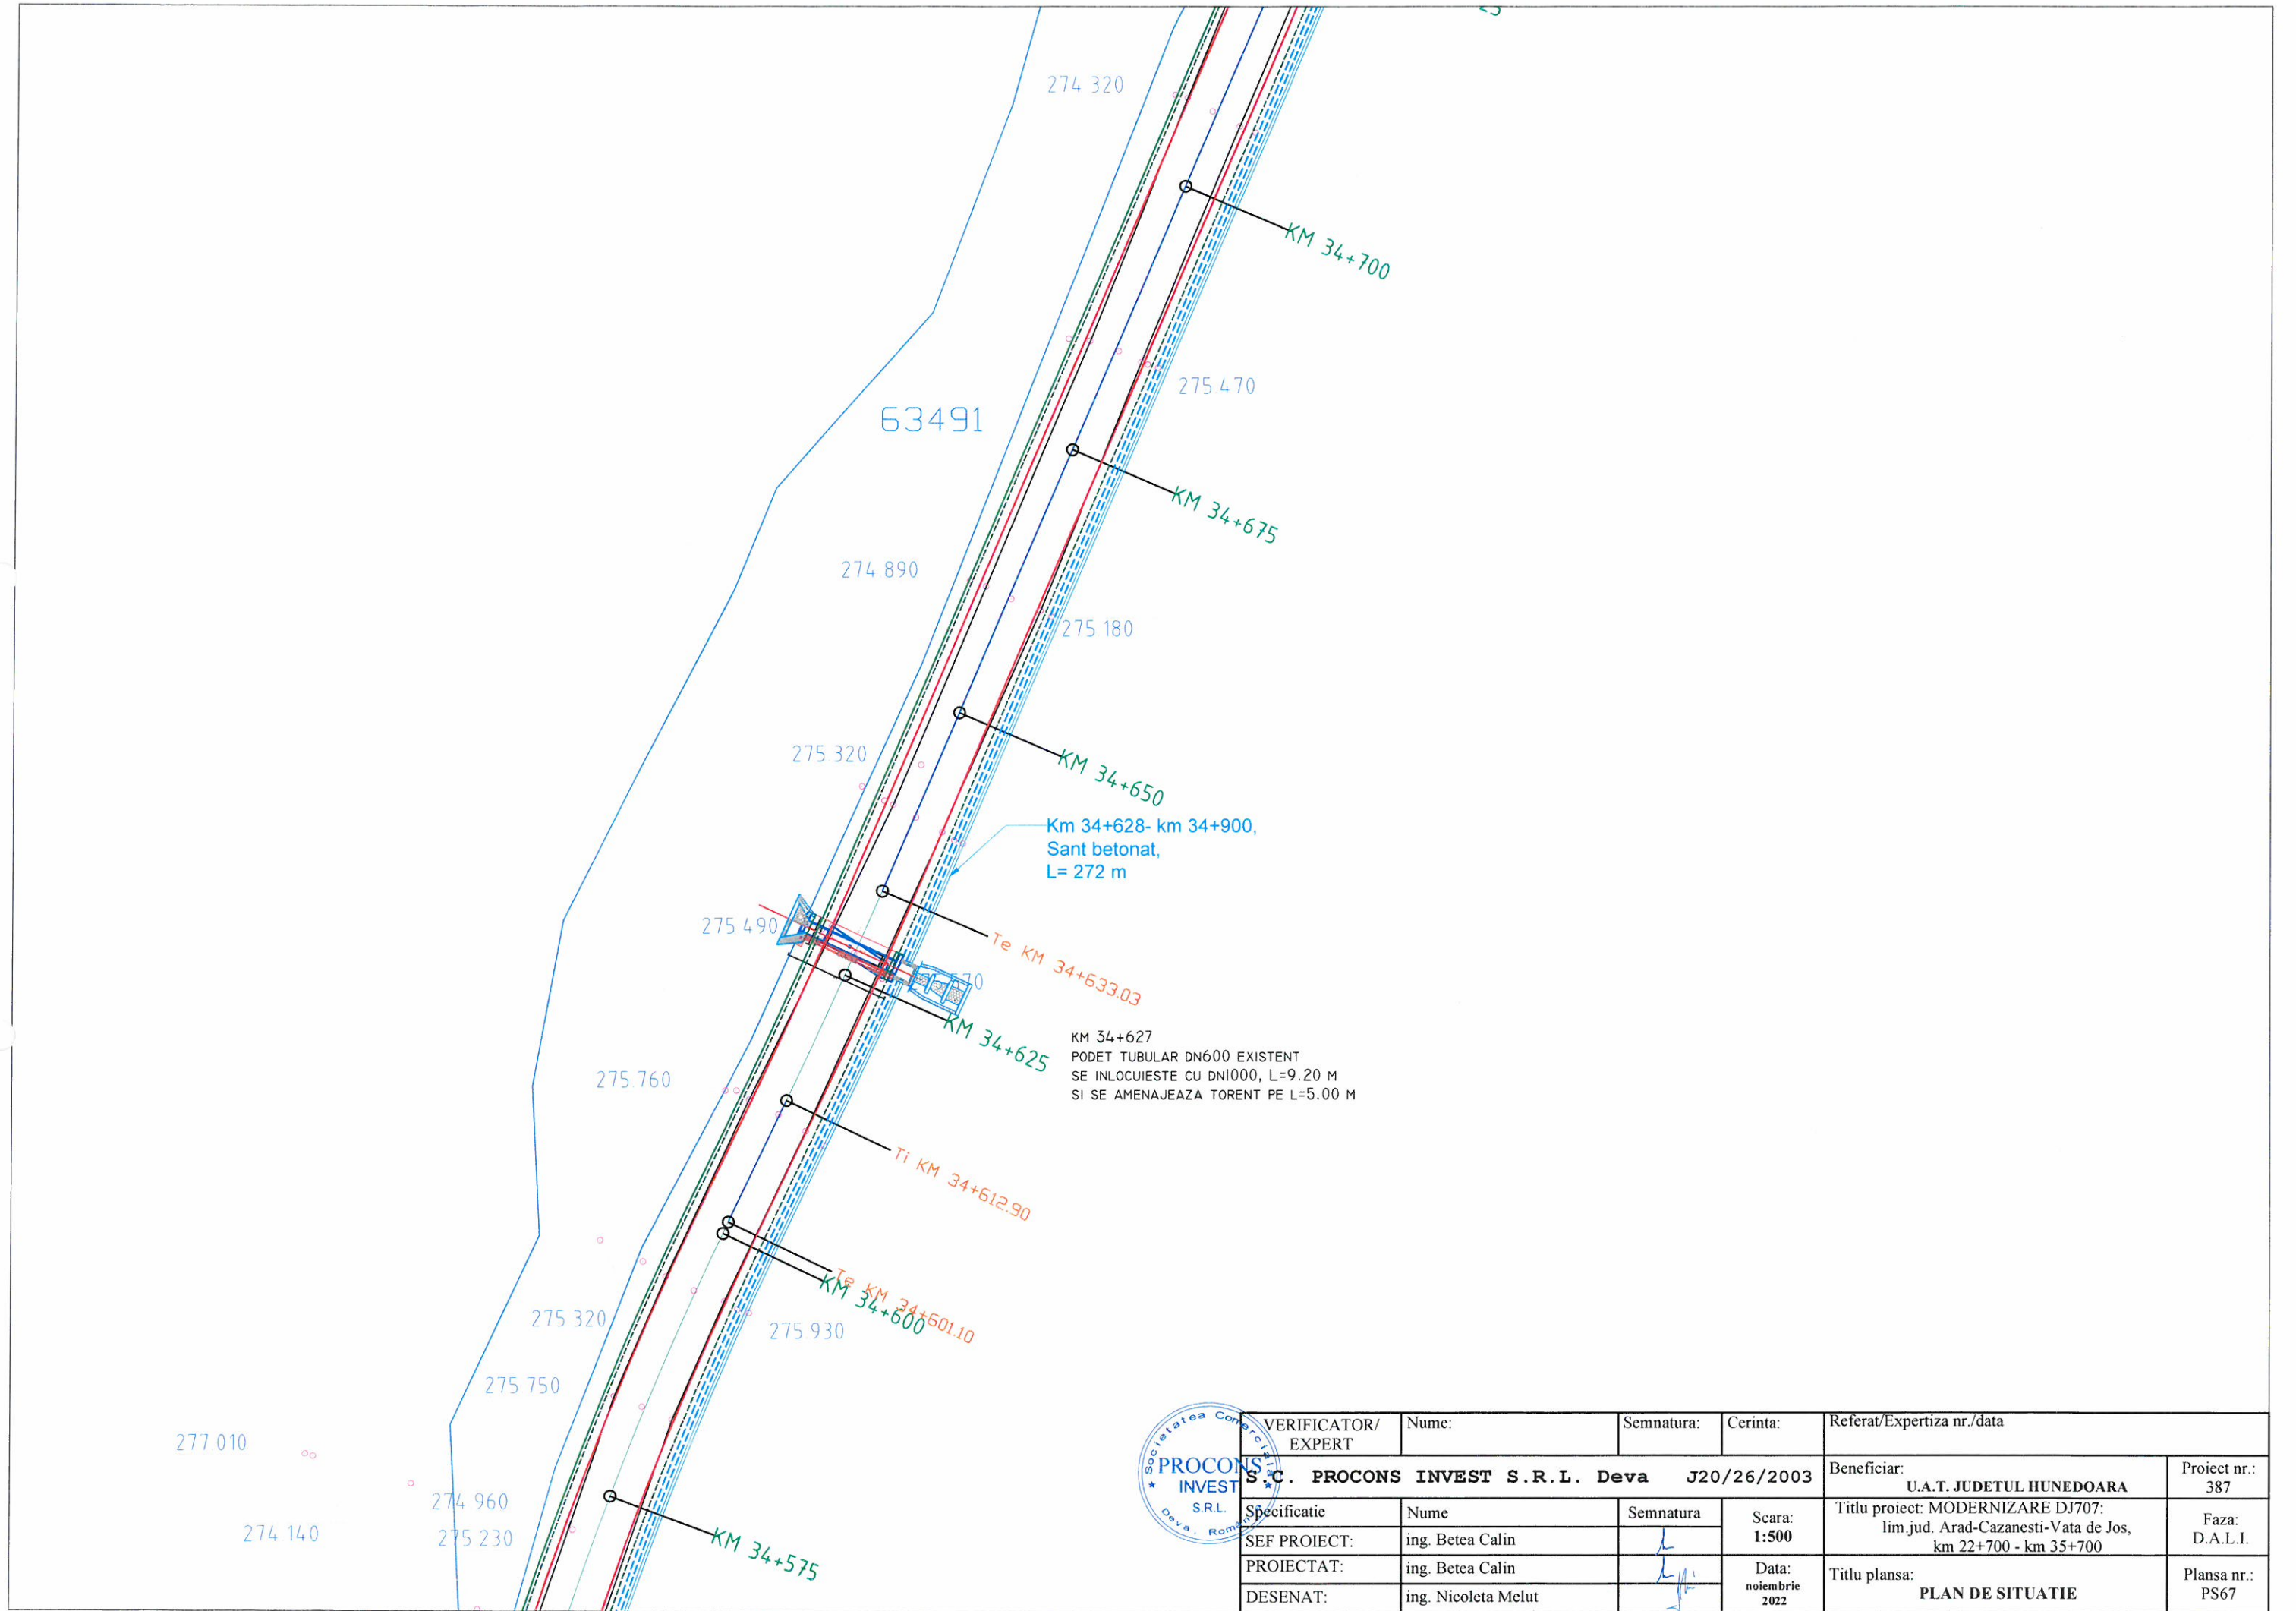 274 320
KM 34+700
275 470
63491
KM 34+675
274 890
275 180
275 320
KM 34+650
Km 34+628- km 34+900,
Sant betonat,
L= 272 m
275 490
Te KM 34+633.03
KM 34+625
KM 34+627
PODET TUBULAR DN600 EXISTENT
SE INLOCUIESTE CU DN1000, L=9.20 M
SI SE AMENAJEAZA TORENT PE L=5.00 M
275.760
Ti KM 34+612.90
Te KM 34+601.10
KM 34+600
275 320
275 930
275 750
277.010
274 960
274 140
275 230
KM 34+575
Societatea Comerciala
PROCONS
INVEST
S.R.L.
Deva, România
VERIFICATOR/
EXPERT
Nume:
Semnatura:
Cerinta:
Referat/Expertiza nr./data
S.C. PROCONS INVEST S.R.L. Deva J20/26/2003
Beneficiar:
U.A.T. JUDETUL HUNEDOARA
Proiect nr.:
387
Specificatie
Nume
Semnatura
Scara:
1:500
Titlu proiect: MODERNIZARE DJ707:
lim.jud. Arad-Cazanesti-Vata de Jos,
km 22+700 - km 35+700
Faza:
D.A.L.I.
SEF PROIECT:
ing. Betea Calin
PROIECTAT:
ing. Betea Calin
Data:
noiembrie
2022
Titlu plansa:
PLAN DE SITUATIE
Plansa nr.:
PS67
DESENAT:
ing. Nicoleta Melut